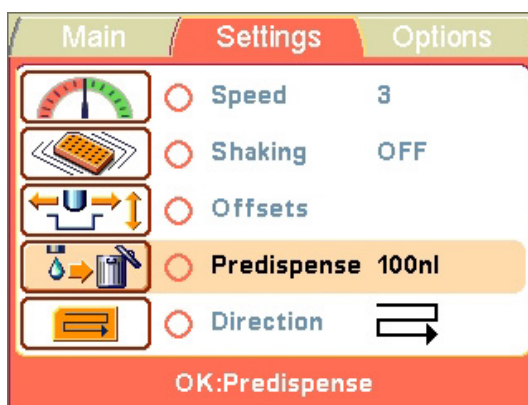 Main Settings Options
Speed 3
Shaking OFF
Offsets
Predispense 100nl
Direction
OK:Predispense